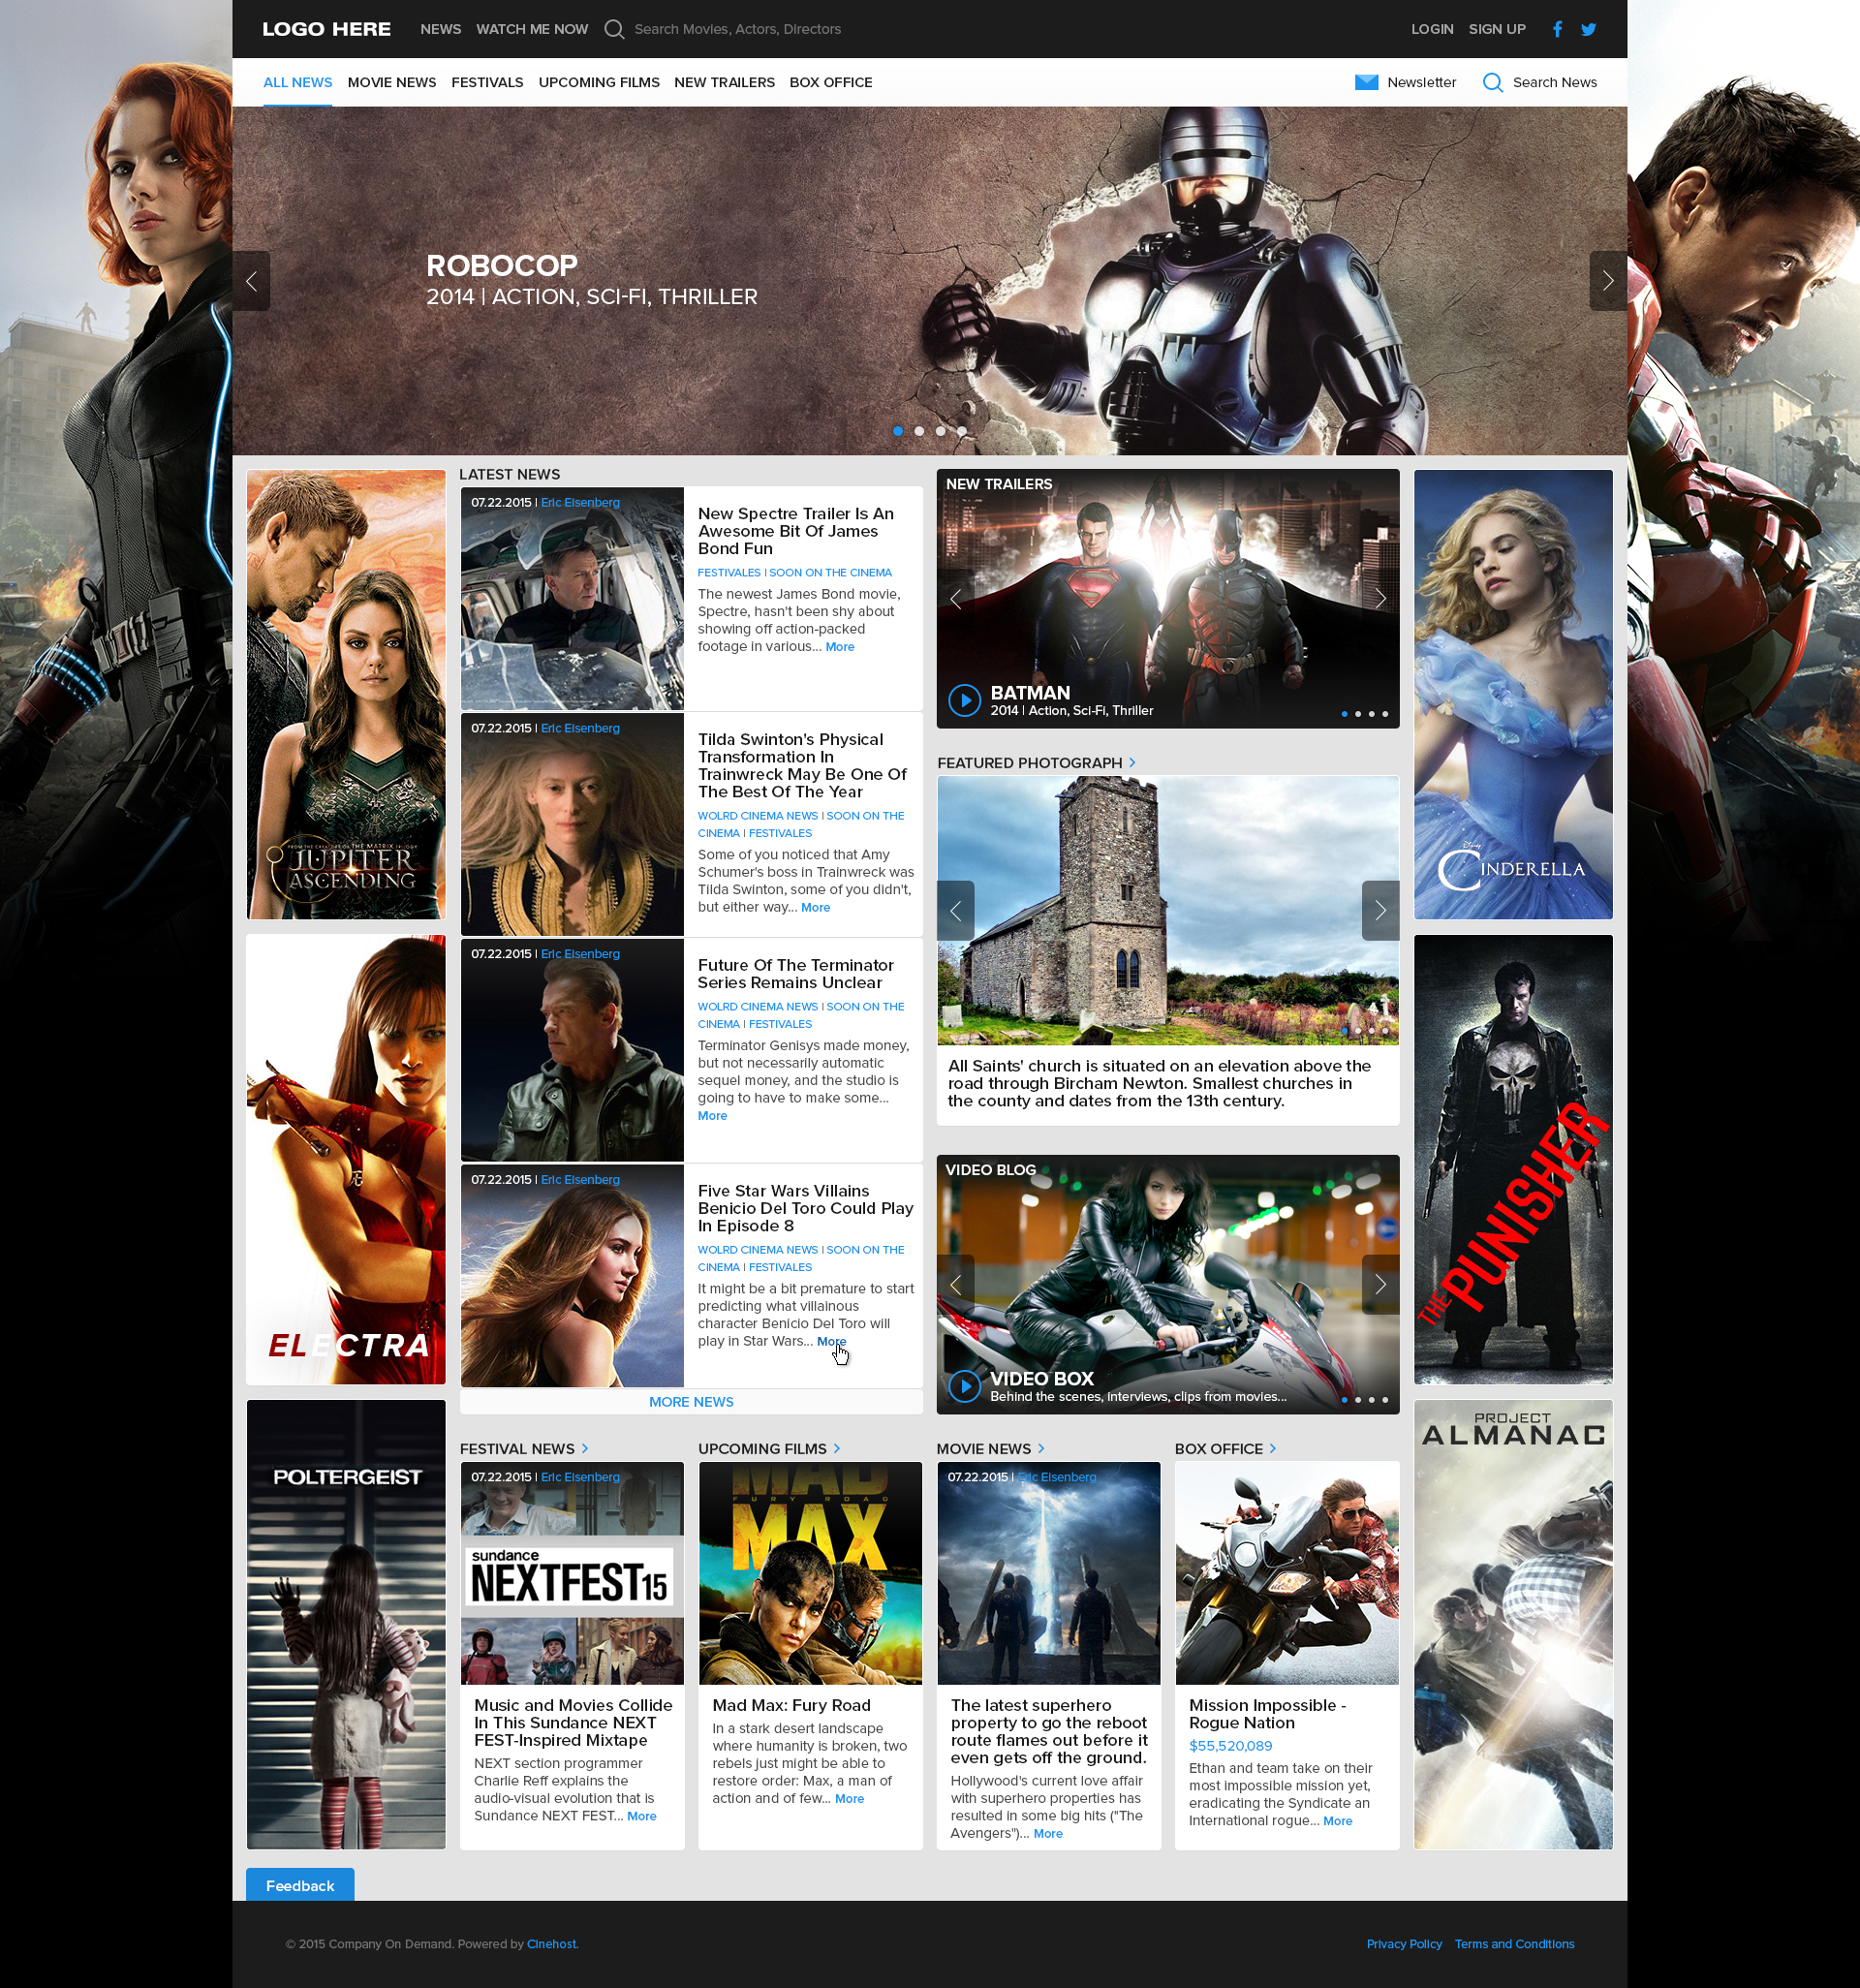 LOGO HERE
NEWS
WATCH ME NOW
Search Movies, Actors, Directors
LOGIN
SIGN UP
ALL NEWS
MOVIE NEWS
FESTIVALS
UPCOMING FILMS
NEW TRAILERS
BOX OFFICE
Newsletter
Search News
ROBOCOP
2014 | ACTION, SCI-FI, THRILLER
FROM THE CREATORS OF THE MATRIX TRILOGY
JUPITER
ASCENDING
ELECTRA
POLTERGEIST
LATEST NEWS
07.22.2015 | Eric Eisenberg
New Spectre Trailer Is An
Awesome Bit Of James
Bond Fun
FESTIVALES | SOON ON THE CINEMA
The newest James Bond movie,
Spectre, hasn't been shy about
showing off action-packed
footage in various... More
07.22.2015 | Eric Eisenberg
Tilda Swinton's Physical
Transformation In
Trainwreck May Be One Of
The Best Of The Year
WOLRD CINEMA NEWS | SOON ON THE
CINEMA | FESTIVALES
Some of you noticed that Amy
Schumer's boss in Trainwreck was
Tilda Swinton, some of you didn't,
but either way... More
07.22.2015 | Eric Eisenberg
Future Of The Terminator
Series Remains Unclear
WOLRD CINEMA NEWS | SOON ON THE
CINEMA | FESTIVALES
Terminator Genisys made money,
but not necessarily automatic
sequel money, and the studio is
going to have to make some...
More
07.22.2015 | Eric Eisenberg
Five Star Wars Villains
Benicio Del Toro Could Play
In Episode 8
WOLRD CINEMA NEWS | SOON ON THE
CINEMA | FESTIVALES
It might be a bit premature to start
predicting what villainous
character Benicio Del Toro will
play in Star Wars... More
MORE NEWS
NEW TRAILERS
BATMAN
2014 | Action, Sci-Fi, Thriller
FEATURED PHOTOGRAPH
All Saints' church is situated on an elevation above the
road through Bircham Newton. Smallest churches in
the county and dates from the 13th century.
VIDEO BLOG
VIDEO BOX
Behind the scenes, interviews, clips from movies...
Disney
CINDERELLA
THE PUNISHER
PROJECT
ALMANAC
FESTIVAL NEWS
07.22.2015 | Eric Eisenberg
sundance
NEXTFEST15
Music and Movies Collide
In This Sundance NEXT
FEST-Inspired Mixtape
NEXT section programmer
Charlie Reff explains the
audio-visual evolution that is
Sundance NEXT FEST... More
UPCOMING FILMS
MAD
FURY ROAD
MAX
Mad Max: Fury Road
In a stark desert landscape
where humanity is broken, two
rebels just might be able to
restore order: Max, a man of
action and of few... More
MOVIE NEWS
07.22.2015 | Eric Eisenberg
The latest superhero
property to go the reboot
route flames out before it
even gets off the ground.
Hollywood's current love affair
with superhero properties has
resulted in some big hits ("The
Avengers")... More
BOX OFFICE
Mission Impossible -
Rogue Nation
$55,520,089
Ethan and team take on their
most impossible mission yet,
eradicating the Syndicate an
International rogue... More
Feedback
© 2015 Company On Demand. Powered by Cinehost.
Privacy Policy
Terms and Conditions